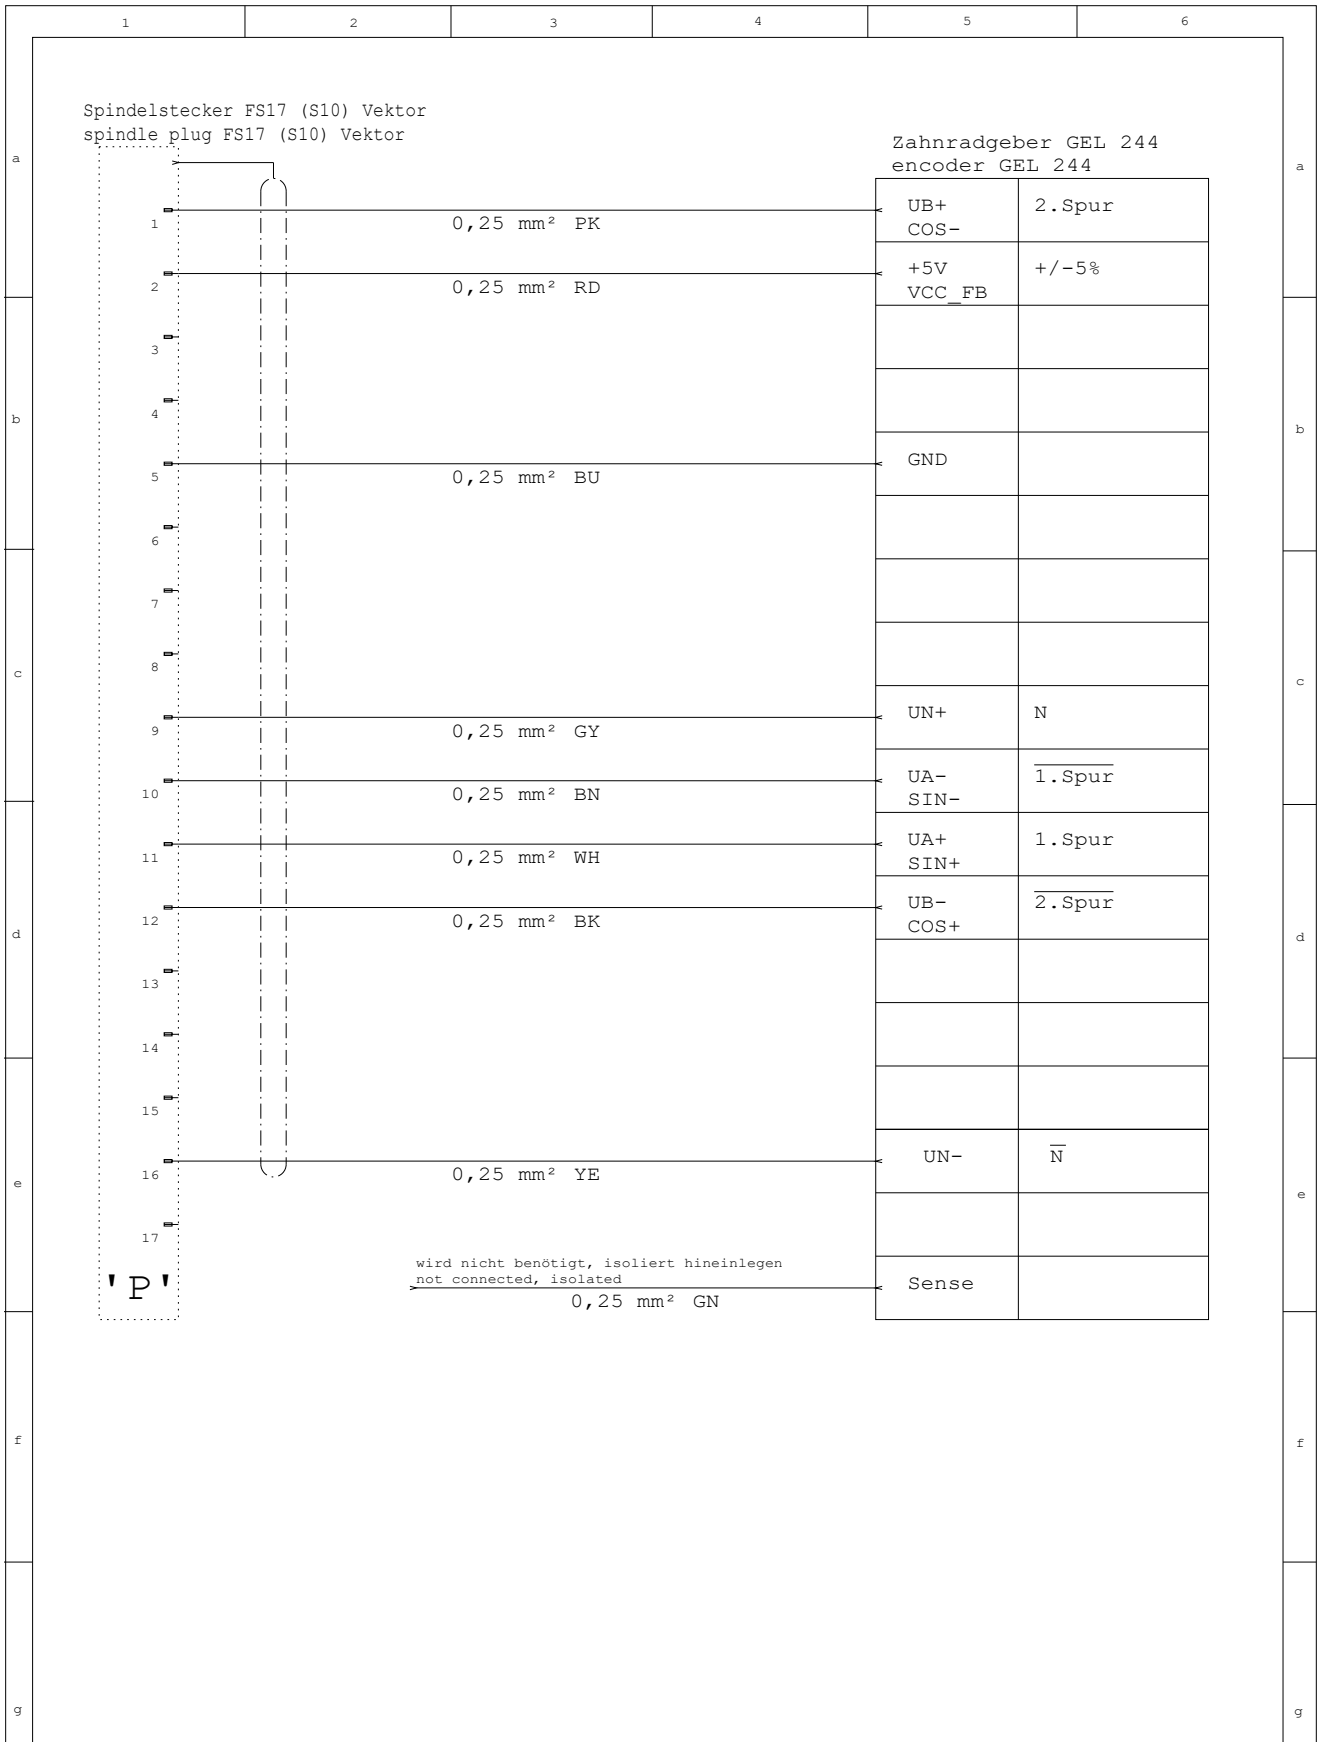 1 2 3 4 5 6
Spindelstecker FS17 (S10) Vektor
spindle plug FS17 (S10) Vektor
Zahnradgeber GEL 244
encoder GEL 244
a a
1 0,25 mm² PK UB+ 2.Spur
COS-
2 0,25 mm² RD +5V +/-5%
VCC_FB
3
4
b b
5 0,25 mm² BU GND
6
7
8
c c
9 0,25 mm² GY UN+ N
10 0,25 mm² BN UA- 1.Spur
SIN-
11 0,25 mm² WH UA+ 1.Spur
SIN+
12 0,25 mm² BK UB- 2.Spur
COS+
d d
13
14
15
16 0,25 mm² YE UN- N
e e
17
wird nicht benötigt, isoliert hineinlegen
not connected, isolated
'P' 0,25 mm² GN Sense
f f
g g